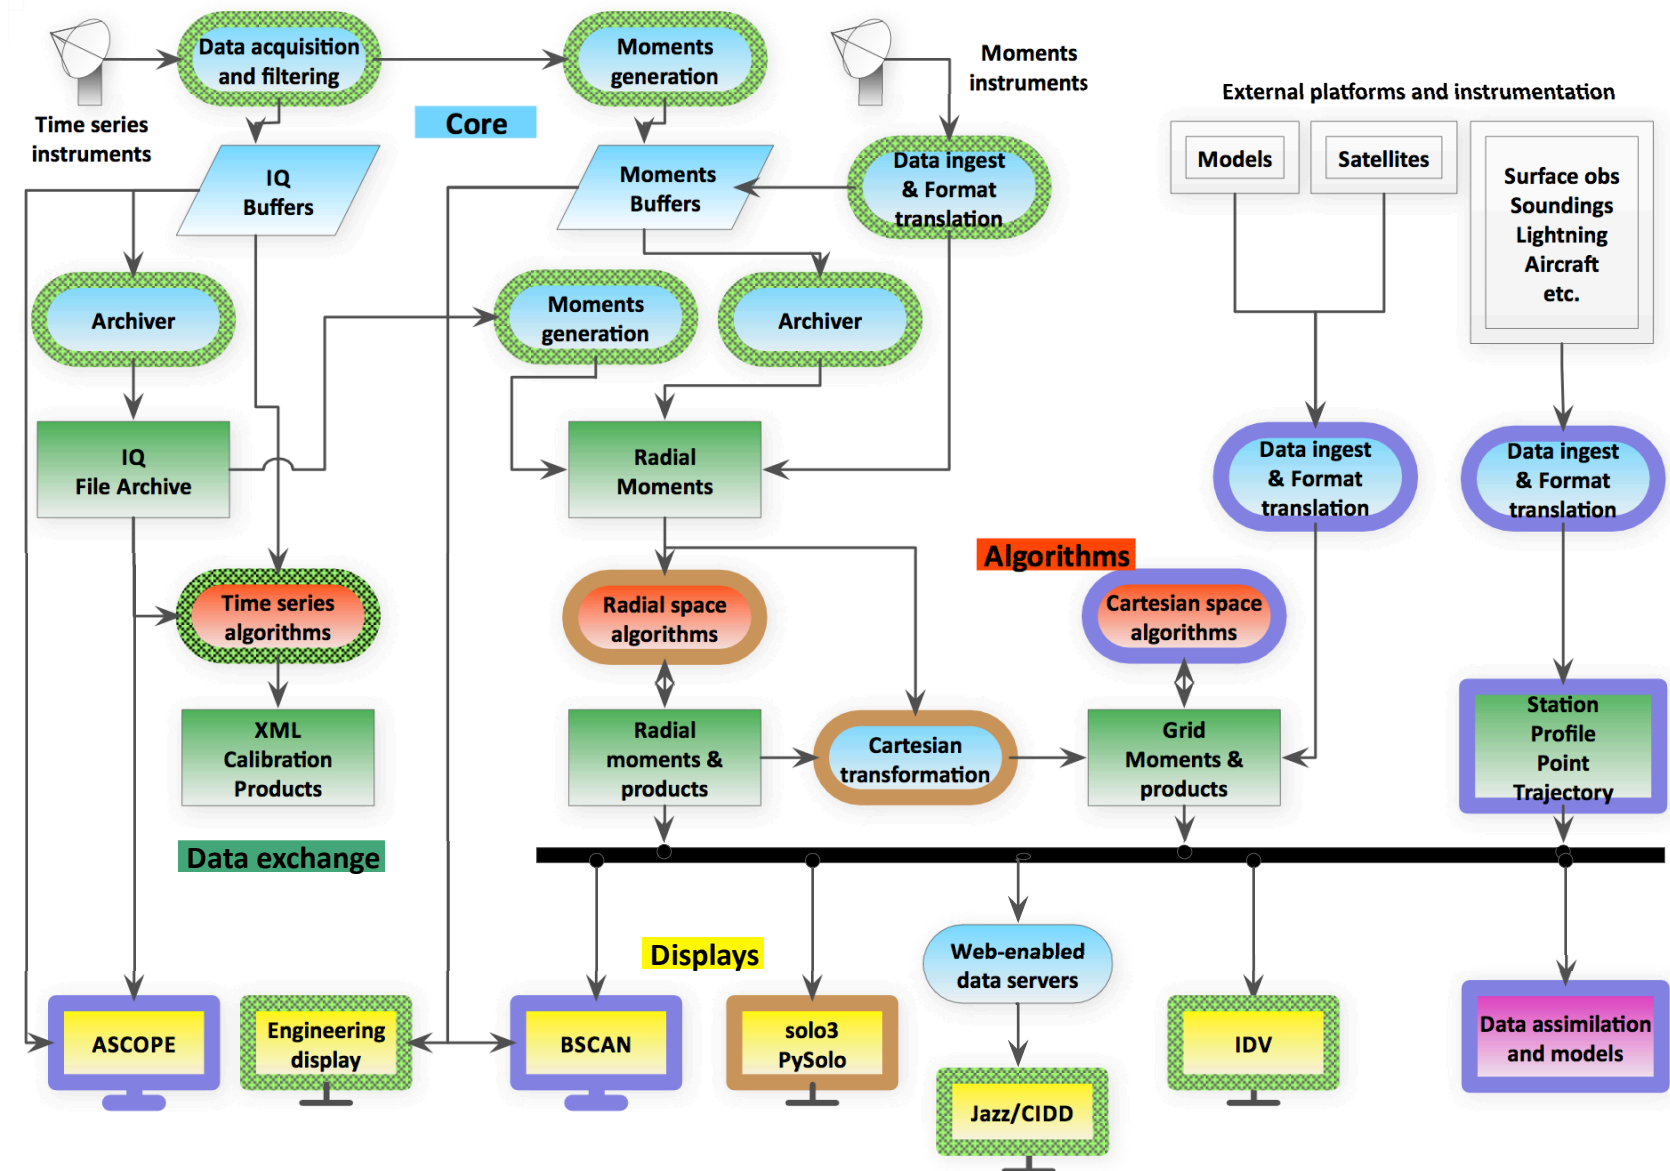 Data acquisition
and filtering
Moments
generation
Moments
instruments
Time series
instruments
Core
External platforms and instrumentation
IQ
Buffers
Moments
Buffers
Data ingest
& Format
translation
Models
Satellites
Surface obs
Soundings
Lightning
Aircraft
etc.
Archiver
Moments
generation
Archiver
IQ
File Archive
Radial
Moments
Data ingest
& Format
translation
Data ingest
& Format
translation
Algorithms
Time series
algorithms
Radial space
algorithms
Cartesian space
algorithms
XML
Calibration
Products
Radial
moments &
products
Cartesian
transformation
Grid
Moments &
products
Station
Profile
Point
Trajectory
Data exchange
Displays
Web-enabled
data servers
ASCOPE
Engineering
display
BSCAN
solo3
PySolo
IDV
Data assimilation
and models
Jazz/CIDD